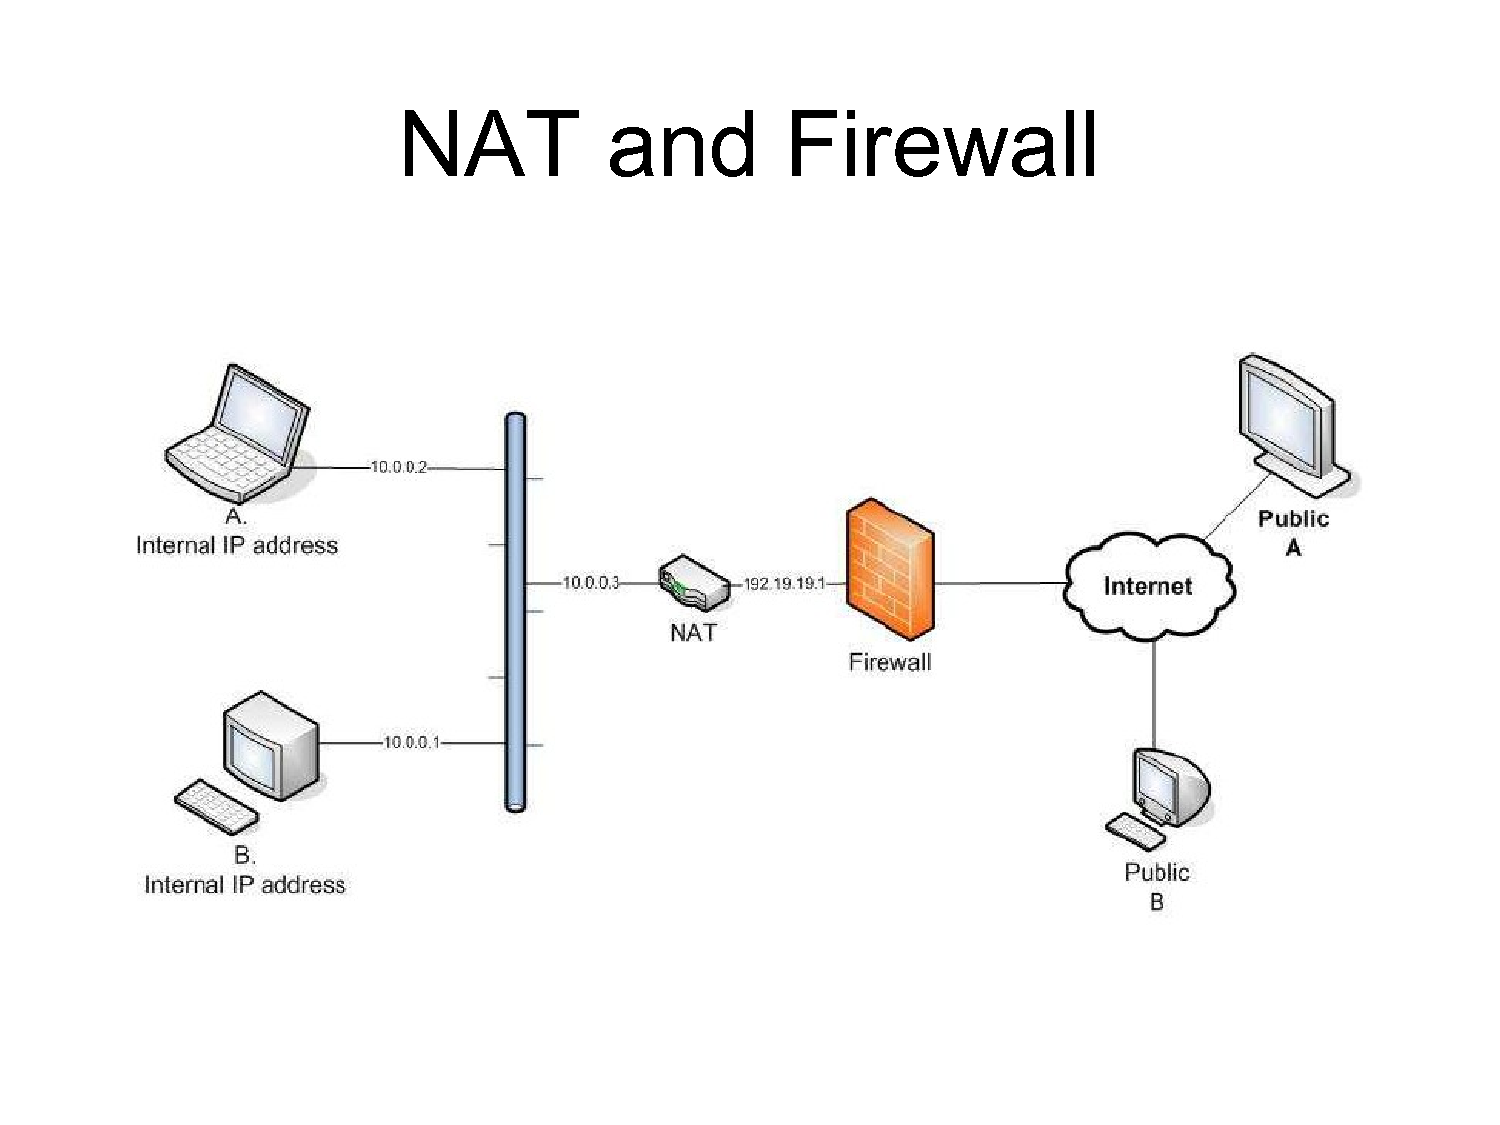 NAT and Firewall
10.0.0.2
A.
Internal IP address
10.0.0.3
NAT
192.19.19.1
Firewall
Internet
Public
A
10.0.0.1
B.
Internal IP address
Public
B